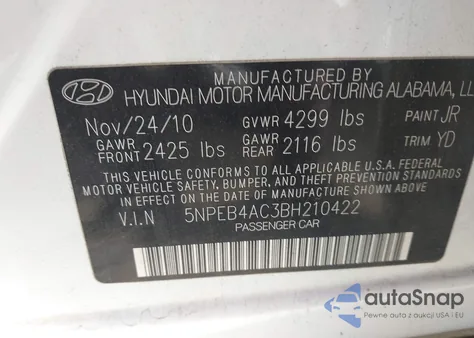 MANUFACTURED BY
HYUNDAI MOTOR MANUFACTURING ALABAMA, LL
Nov/24/10 GVWR 4299 lbs PAINT JR
GAWR FRONT 2425 lbs GAWR REAR 2116 lbs TRIM YD
THIS VEHICLE CONFORMS TO ALL APPLICABLE U.S.A. FEDERAL
MOTOR VEHICLE SAFETY, BUMPER, AND THEFT PREVENTION
STANDARDS IN EFFECT ON THE DATE OF MANUFACTURE SHOWN ABOVE.
V.I.N 5NPEB4AC3BH210422
PASSENGER CAR
autoSnap
Pewne auta z aukcji USA i EU